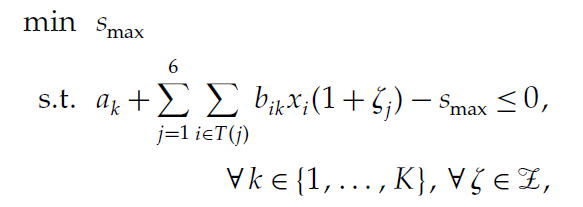 min s_max
s.t. a_k + ∑_{j=1}^{6} ∑_{i∈T(j)} b_{ik}x_i(1 + ζ_j) − s_max ≤ 0,
∀k ∈ {1, . . . , K}, ∀ζ ∈ 𝒵,